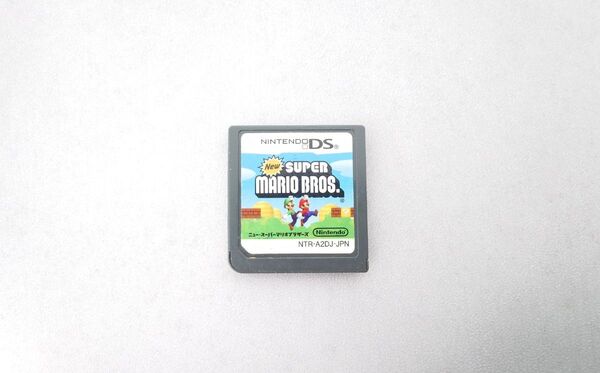 NINTENDO DS®
New SUPER
MARIO BROS.
ニュー・スーパーマリオブラザーズ
Nintendo
NTR-A2DJ-JPN